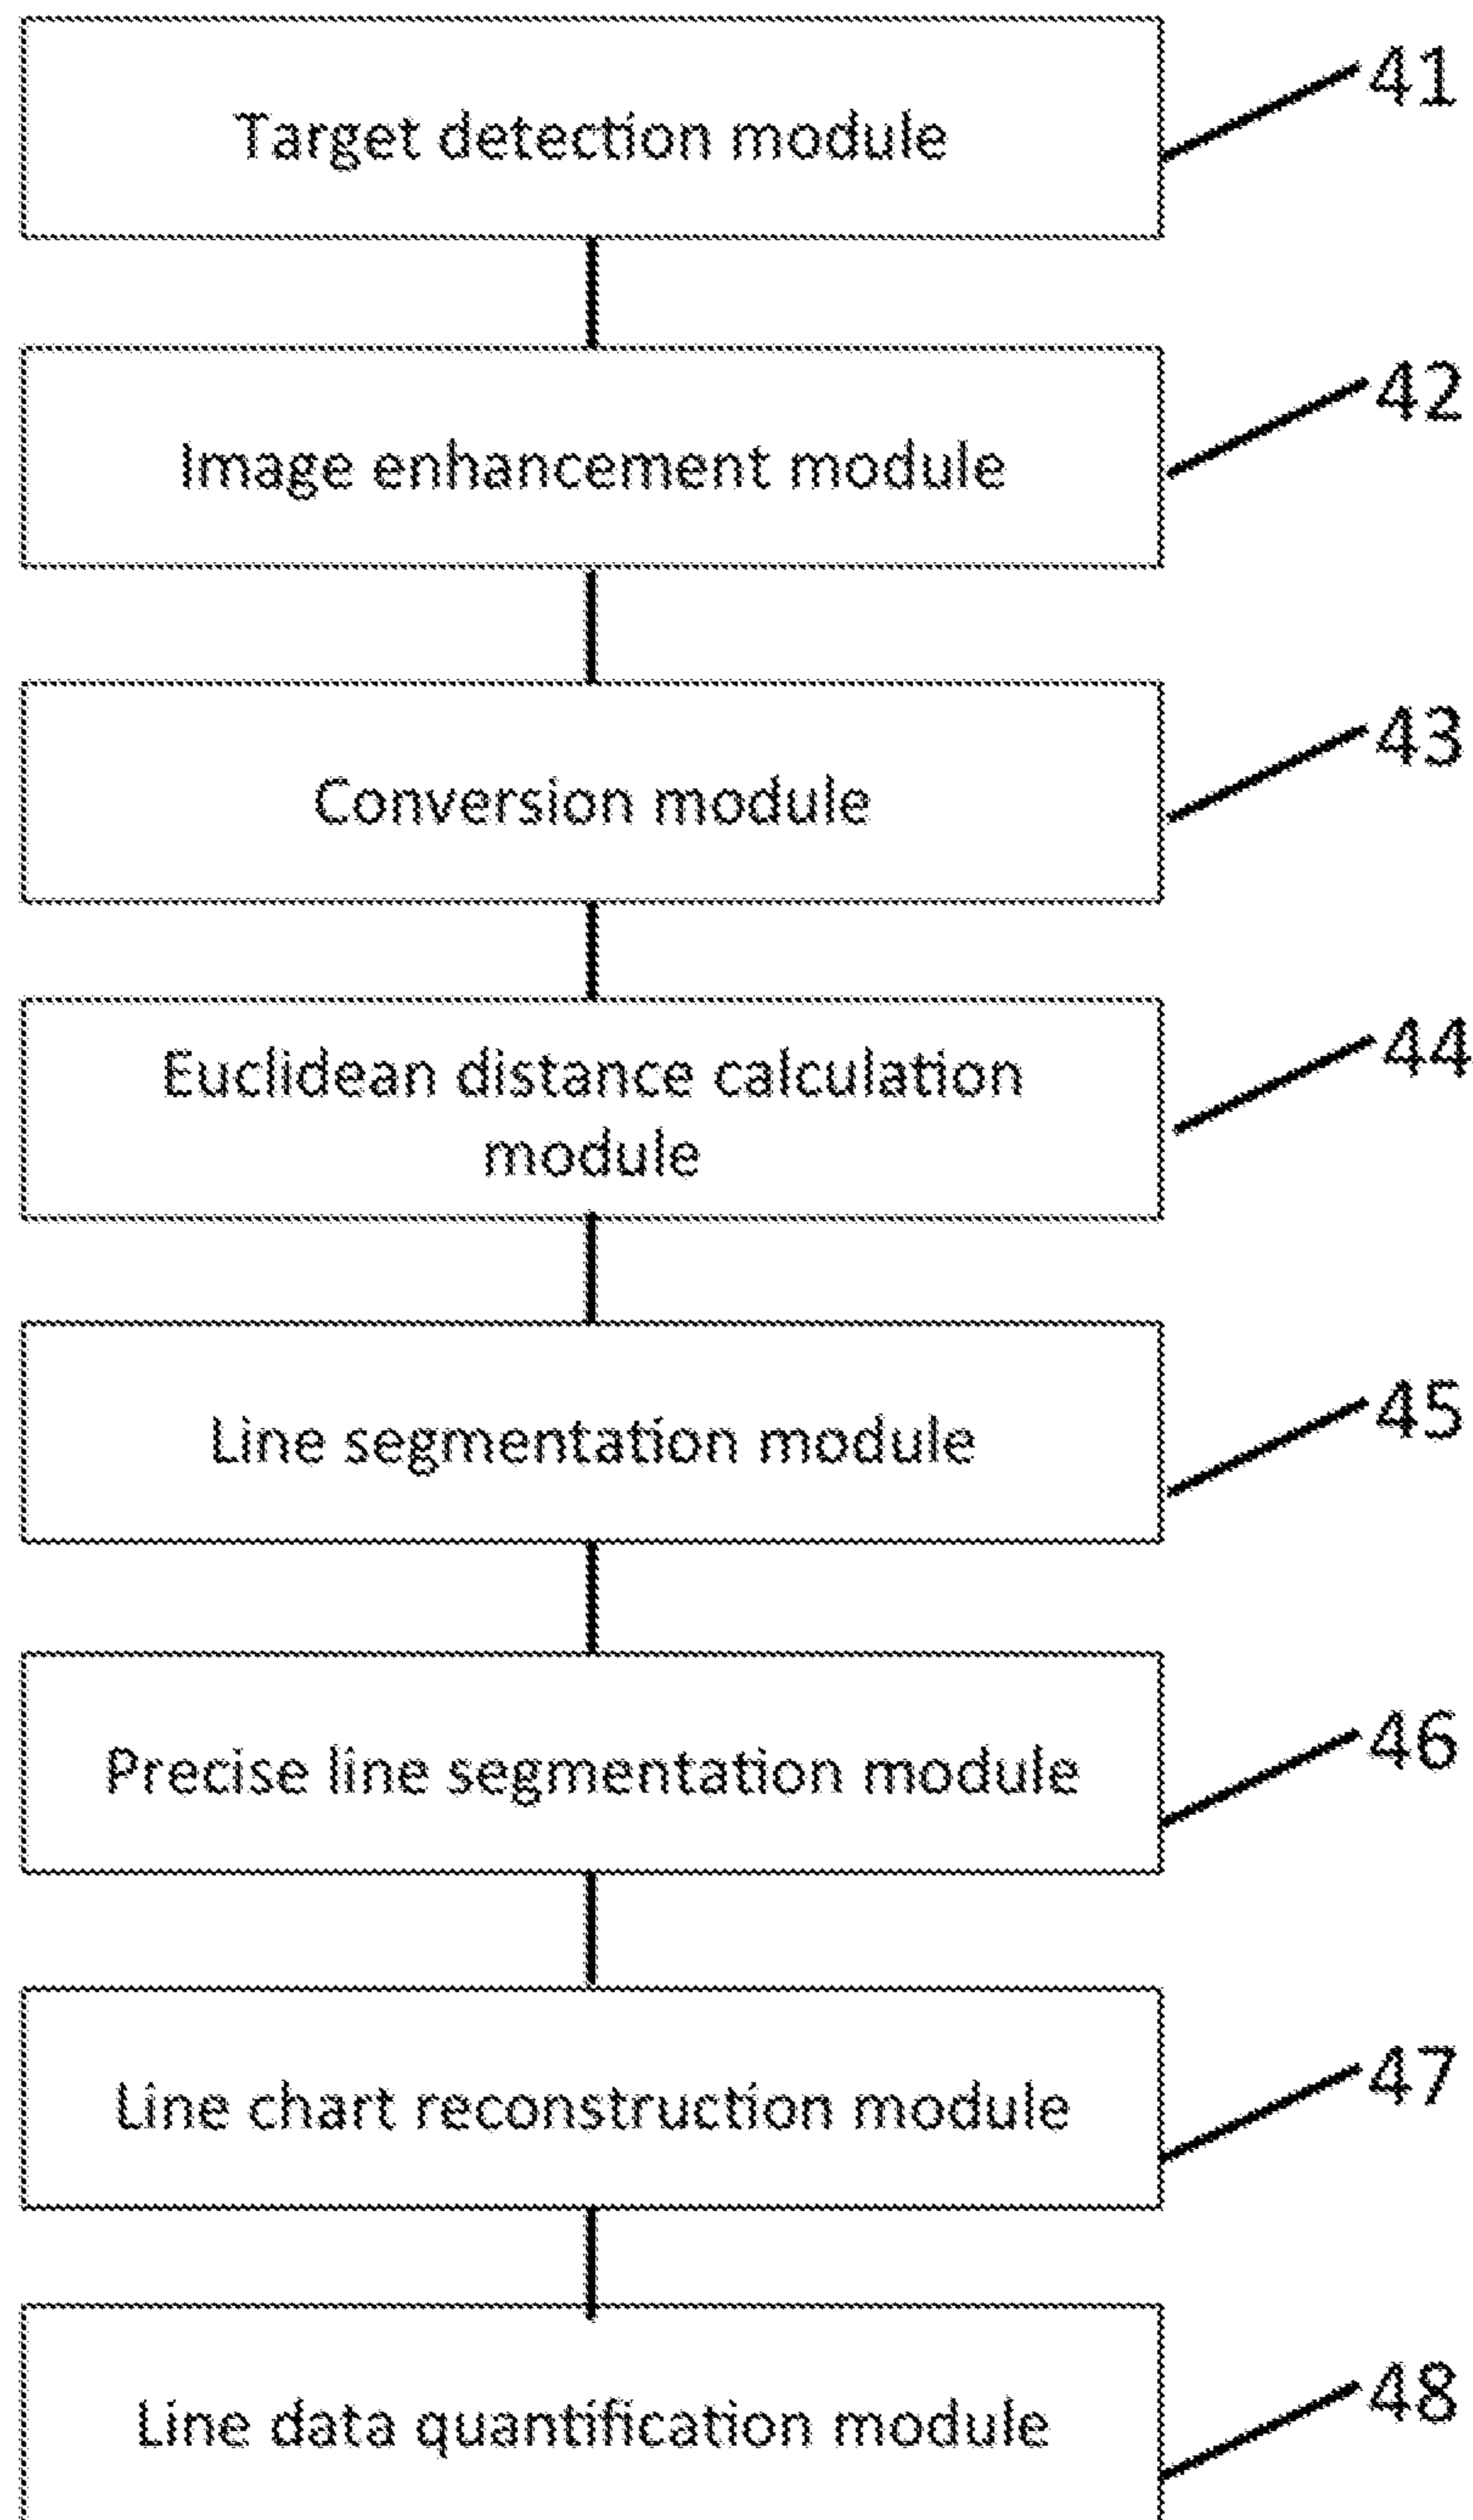 Target detection module
41
Image enhancement module
42
Conversion module
43
Euclidean distance calculation
module
44
Line segmentation module
45
Precise line segmentation module
46
Line chart reconstruction module
47
Line data quantification module
48